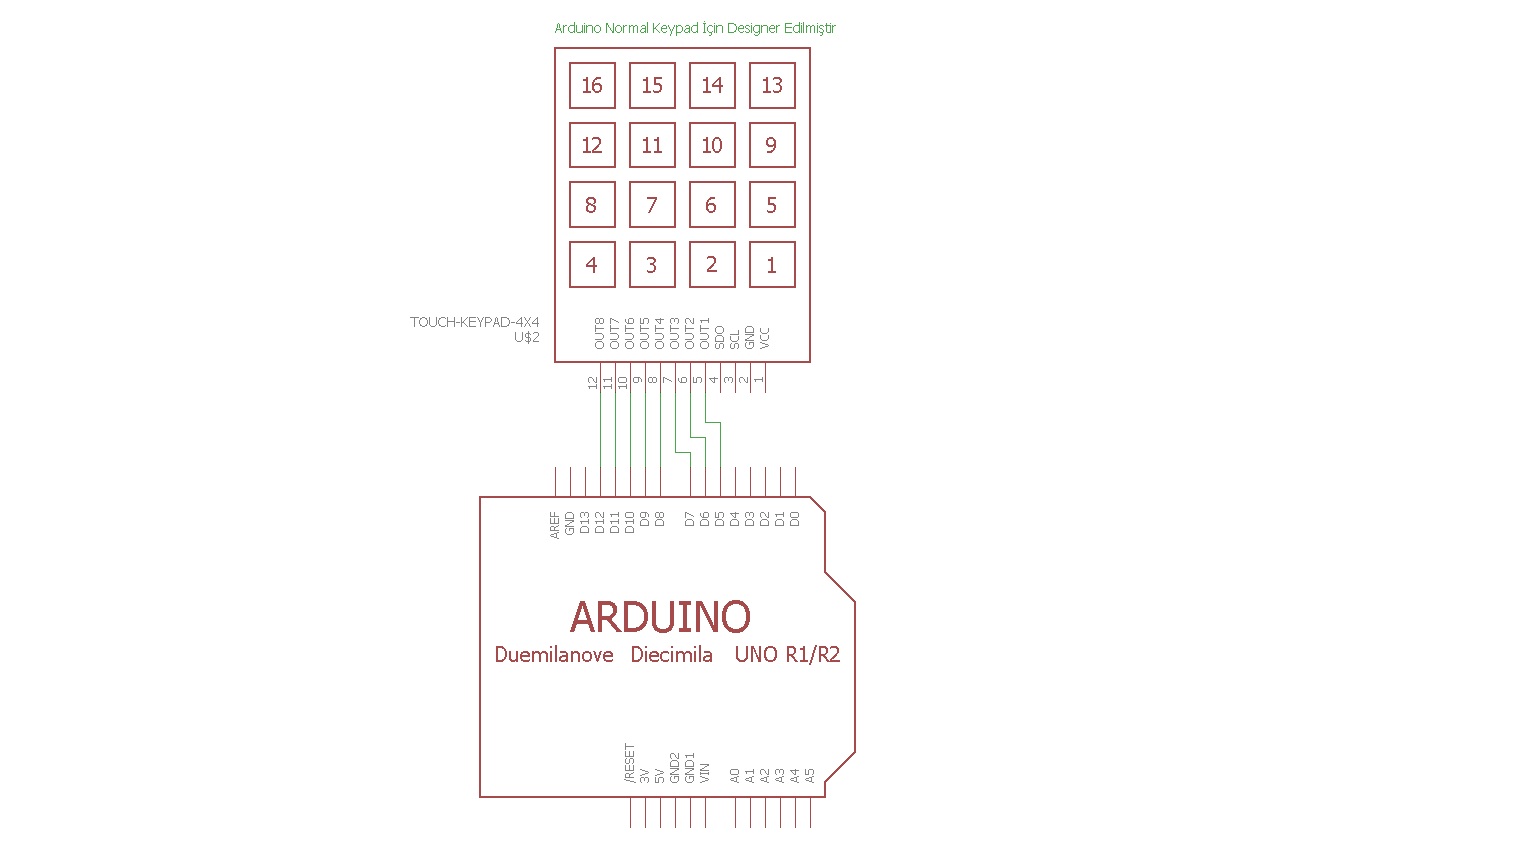 Arduino Normal Keypad İçin Designer Edilmiştir
16 15 14 13
12 11 10 9
8 7 6 5
4 3 2 1
TOUCH-KEYPAD-4X4
U$2
OUT8 OUT7 OUT6 OUT5 OUT4 OUT3 OUT2 OUT1 SDO SCL GND VCC
12 11 10 9 8 7 6 5 4 3 2 1
AREF GND D13 D12 D11 D10 D9 D8 D7 D6 D5 D4 D3 D2 D1 D0
ARDUINO
Duemilanove Diecimila UNO R1/R2
/RESET 3V 5V GND2 GND1 VIN A0 A1 A2 A3 A4 A5